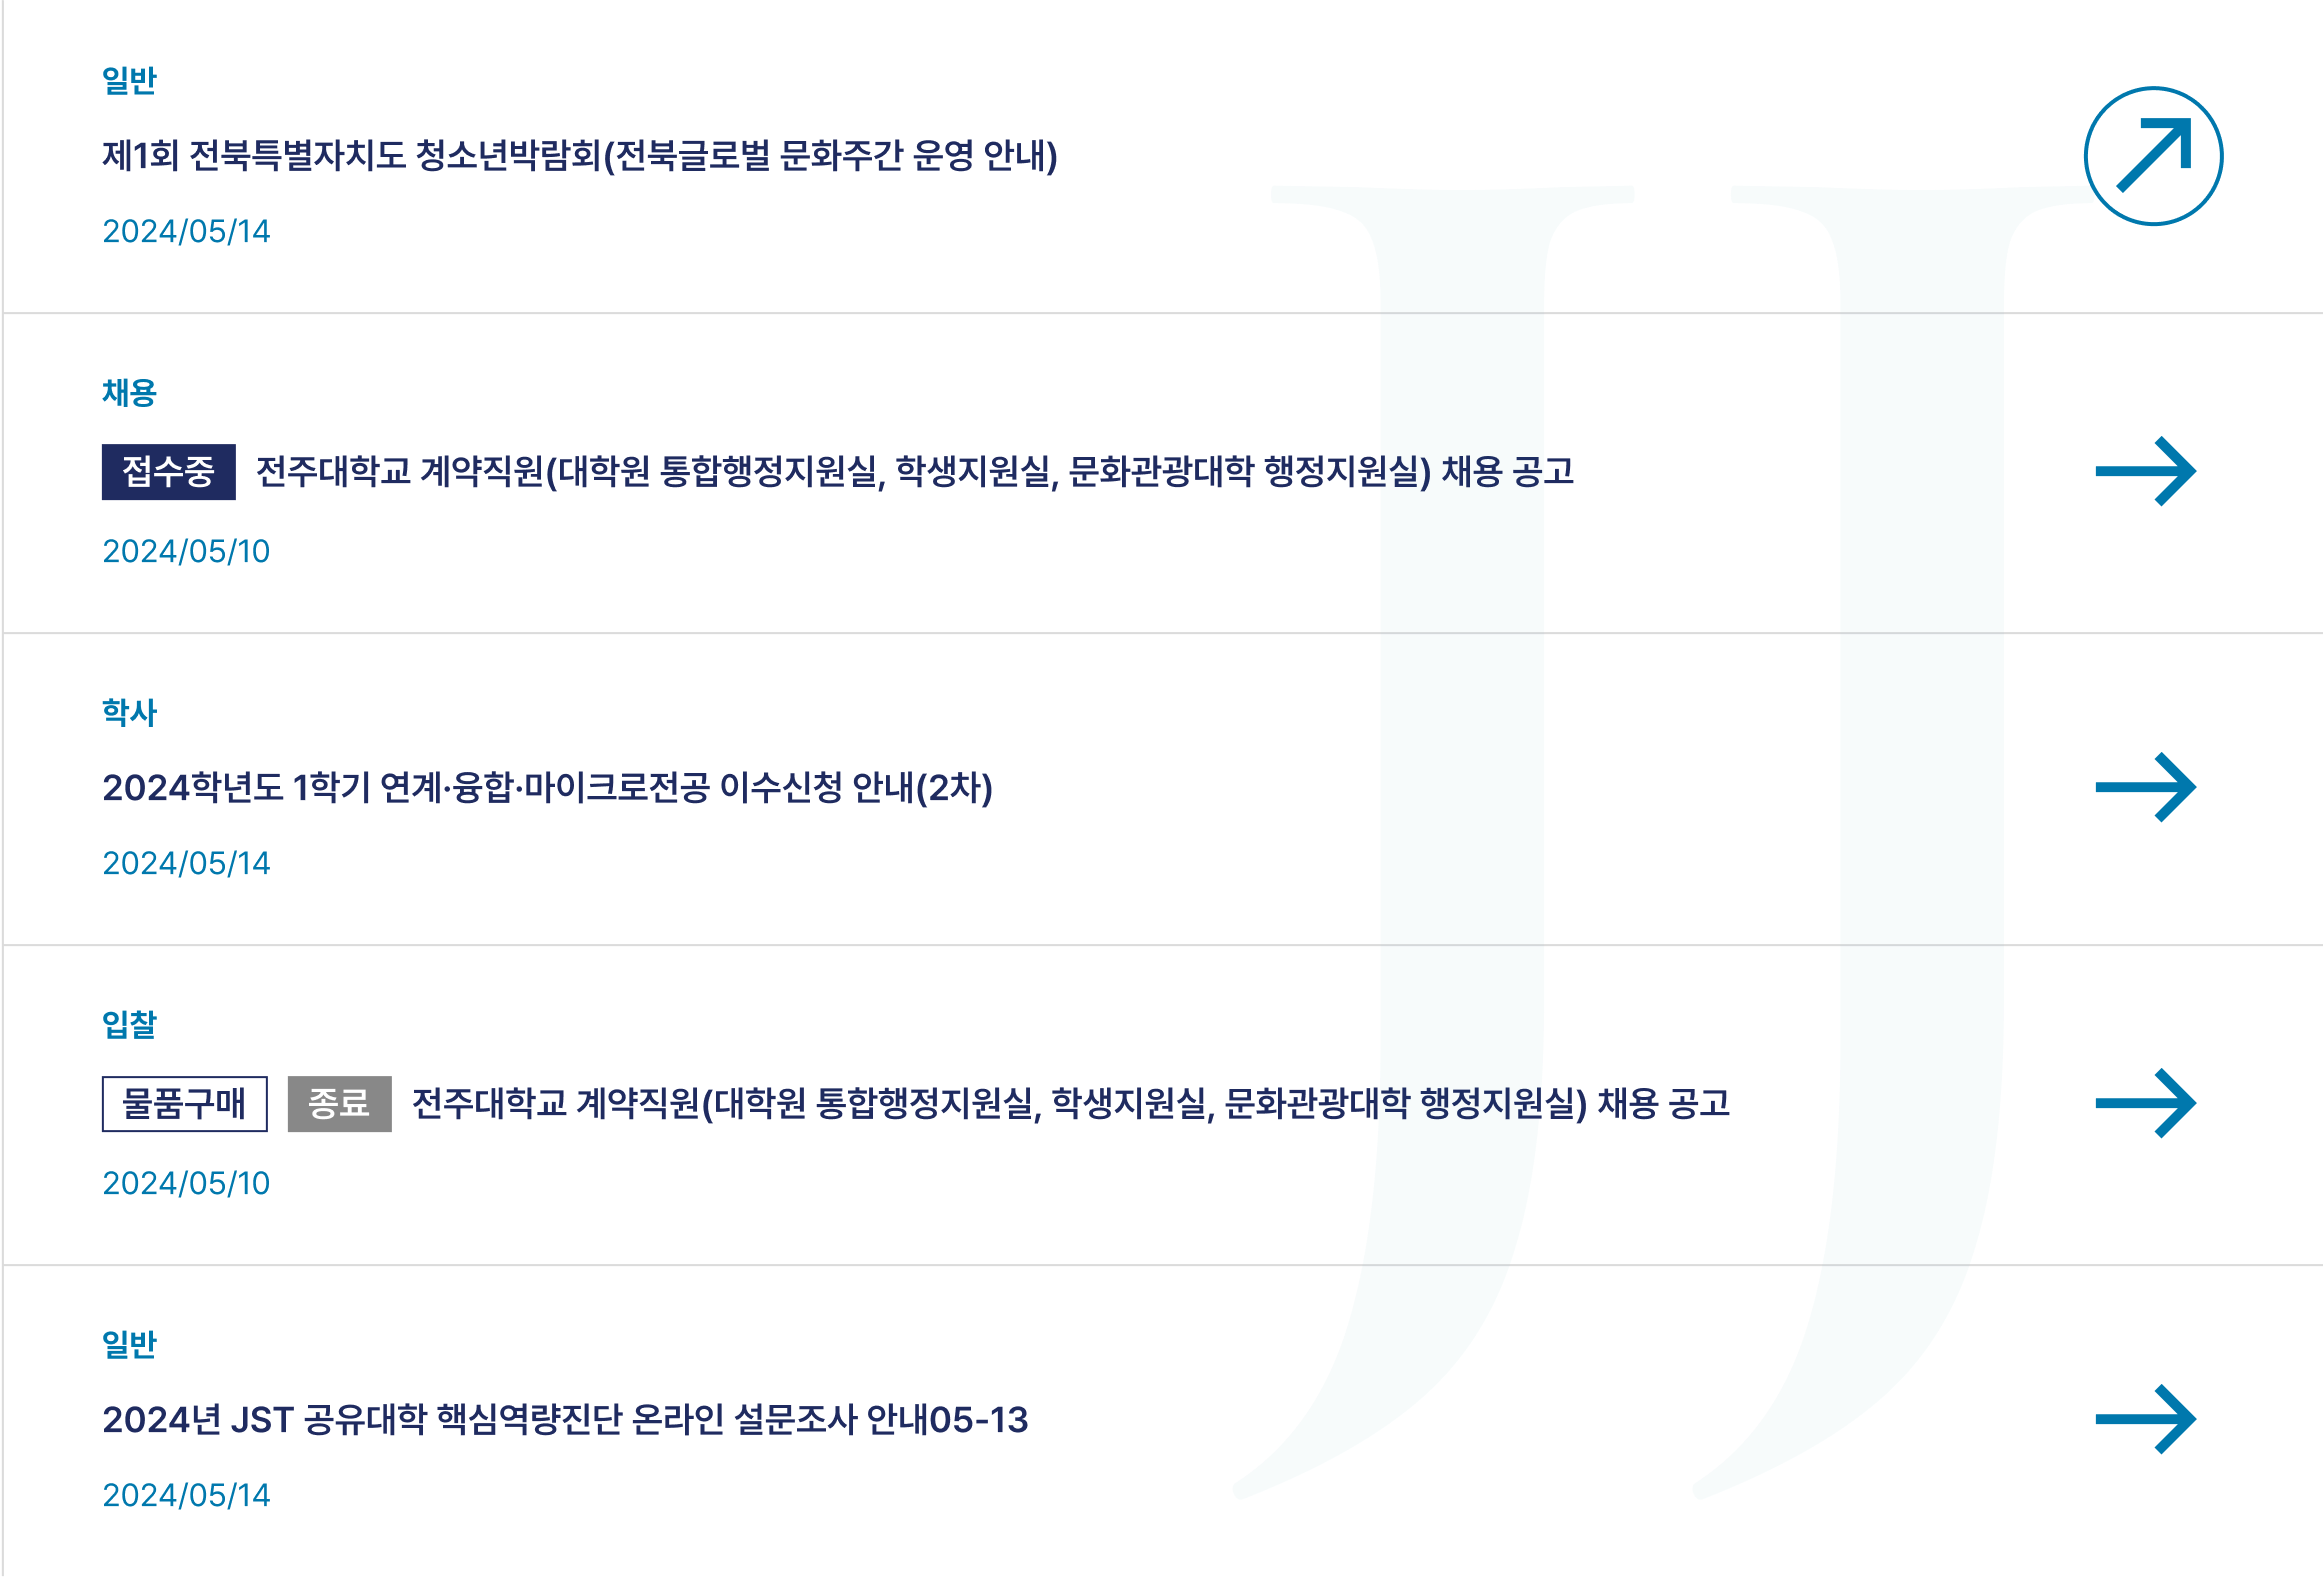 일반
제1회 전북특별자치도 청소년박람회(전북글로벌 문화주간 운영 안내)
2024/05/14
채용
접수중 전주대학교 계약직원(대학원 통합행정지원실, 학생지원실, 문화관광대학 행정지원실) 채용 공고
2024/05/10
학사
2024학년도 1학기 연계·융합·마이크로전공 이수신청 안내(2차)
2024/05/14
입찰
물품구매 종료 전주대학교 계약직원(대학원 통합행정지원실, 학생지원실, 문화관광대학 행정지원실) 채용 공고
2024/05/10
일반
2024년 JST 공유대학 핵심역량진단 온라인 설문조사 안내05-13
2024/05/14